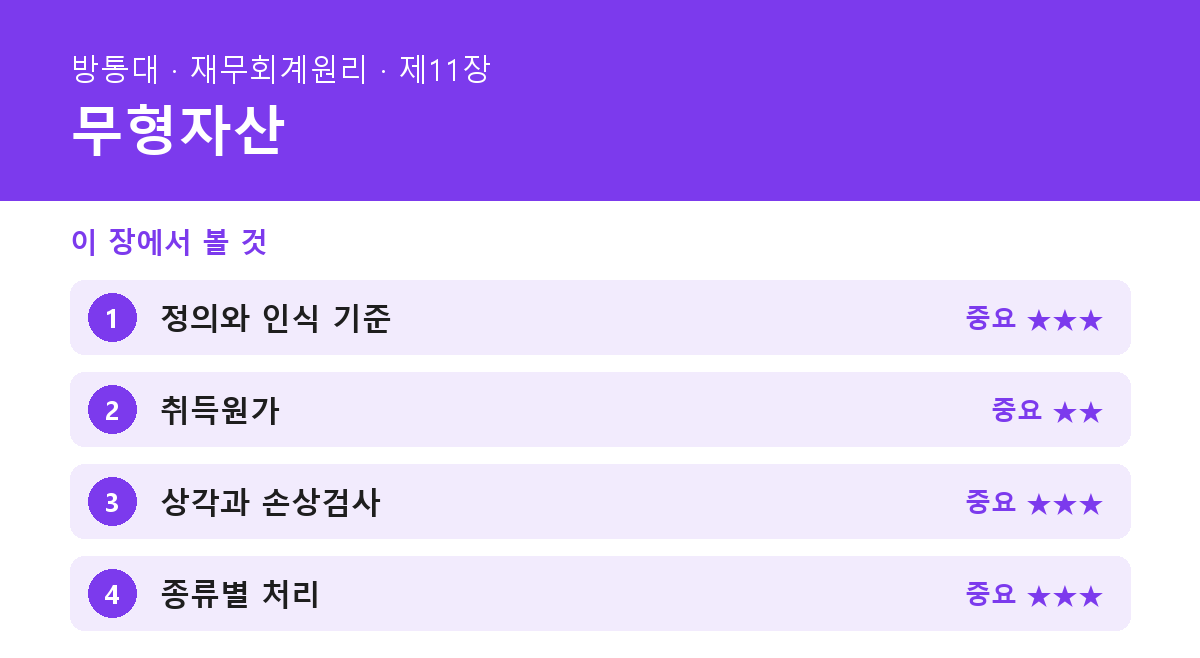 방통대 · 재무회계원리 · 제11장
무형자산
이 장에서 볼 것
1 정의와 인식 기준 중요 ★★★
2 취득원가 중요 ★★
3 상각과 손상검사 중요 ★★★
4 종류별 처리 중요 ★★★